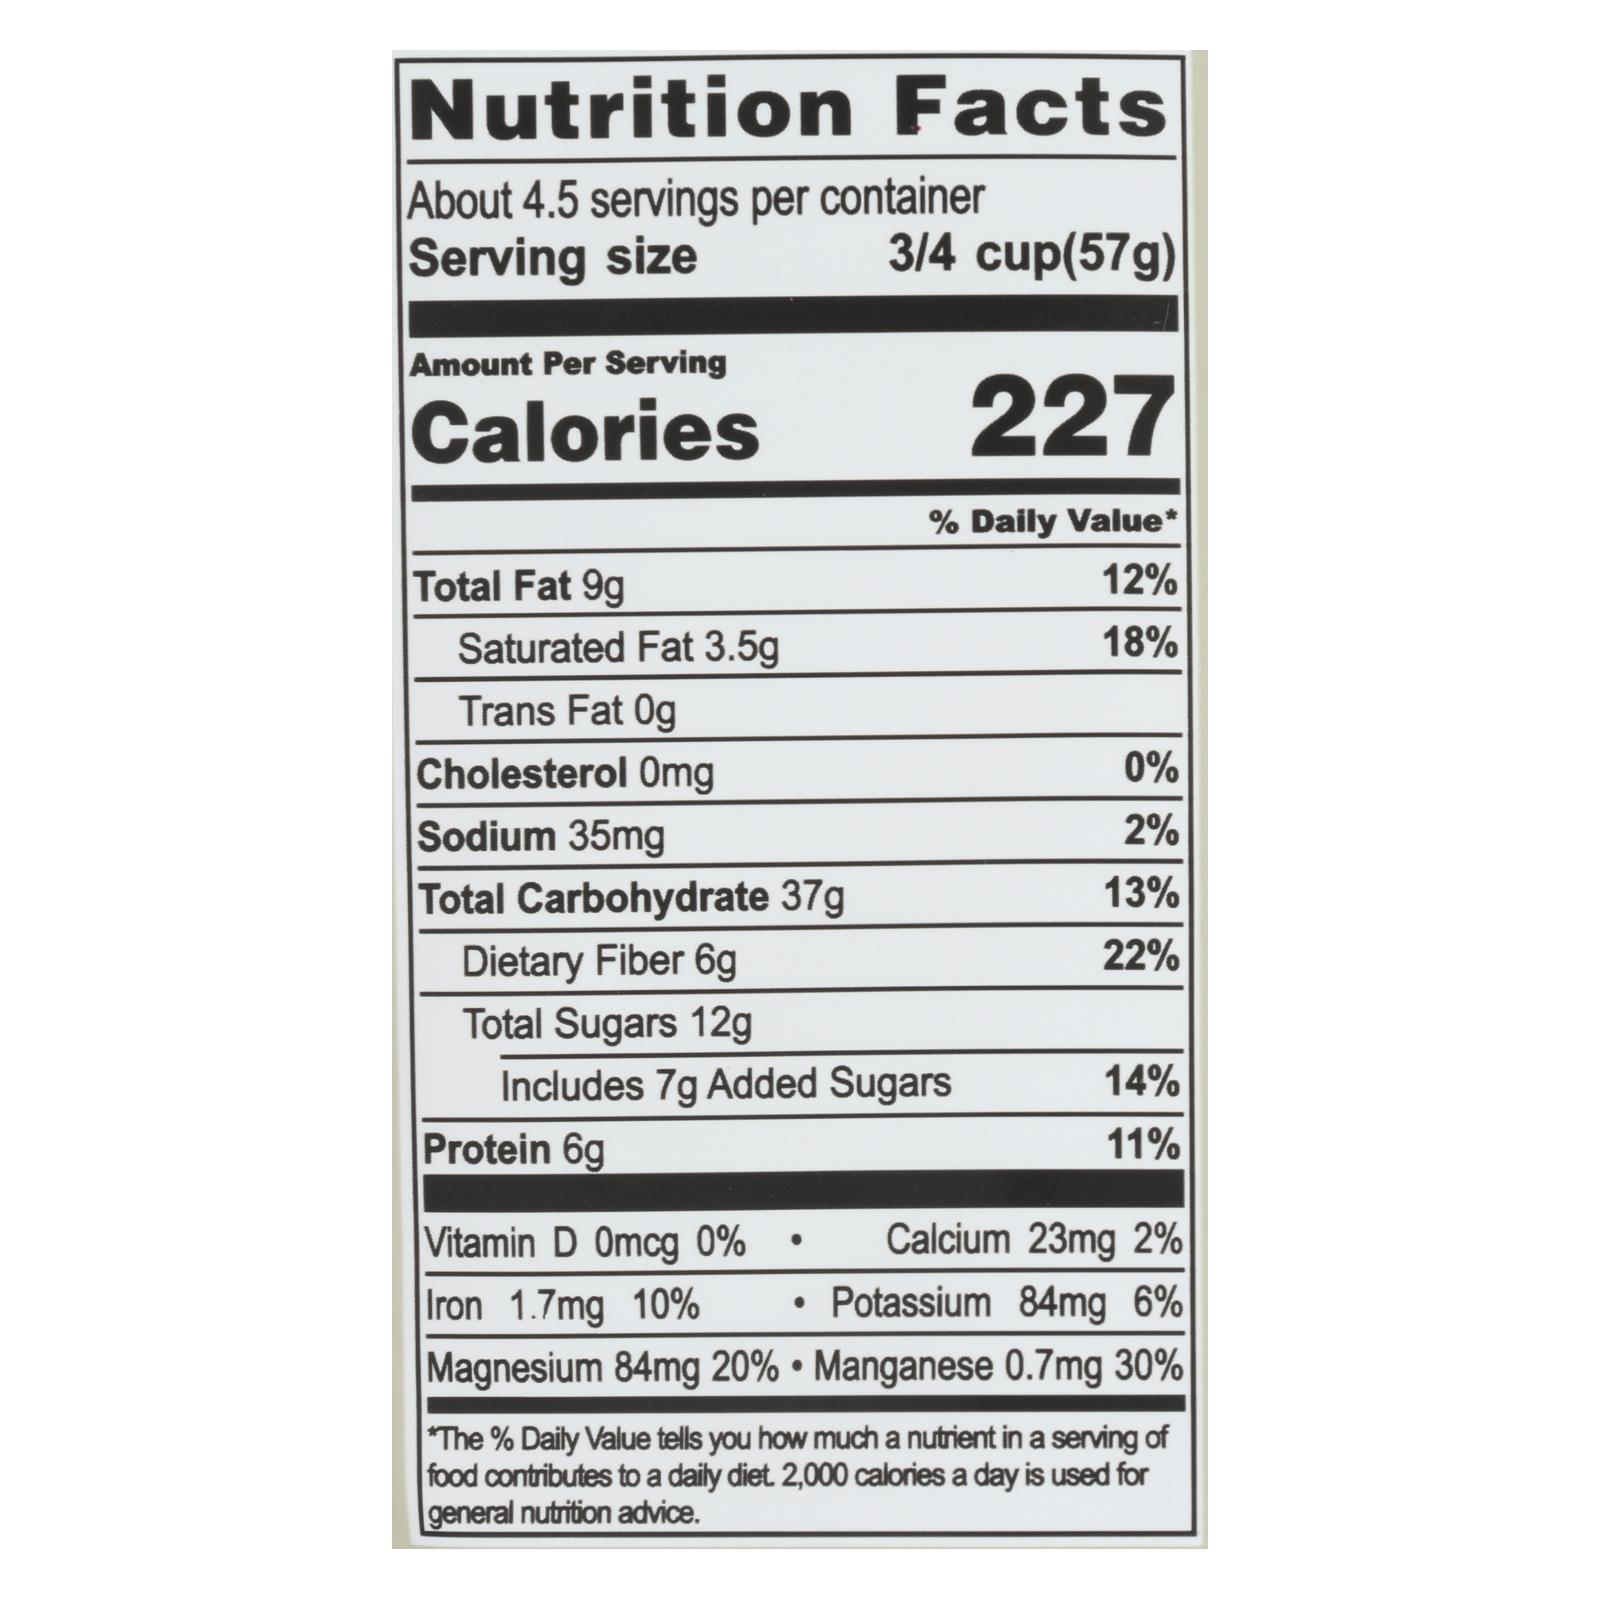 Nutrition Facts
About 4.5 servings per container
Serving size 3/4 cup(57g)
Amount Per Serving
Calories 227
% Daily Value*
Total Fat 9g 12%
Saturated Fat 3.5g 18%
Trans Fat 0g
Cholesterol 0mg 0%
Sodium 35mg 2%
Total Carbohydrate 37g 13%
Dietary Fiber 6g 22%
Total Sugars 12g
Includes 7g Added Sugars 14%
Protein 6g 11%
Vitamin D 0mcg 0% • Calcium 23mg 2%
Iron 1.7mg 10% • Potassium 84mg 6%
Magnesium 84mg 20% • Manganese 0.7mg 30%
*The % Daily Value tells you how much a nutrient in a serving of
food contributes to a daily diet. 2,000 calories a day is used for
general nutrition advice.